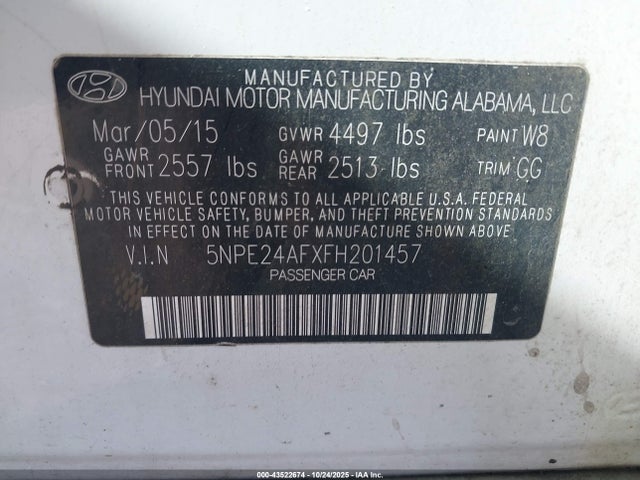 MANUFACTURED BY
HYUNDAI MOTOR MANUFACTURING ALABAMA, LLC
Mar/05/15 GVWR 4497 lbs PAINT W8
GAWR FRONT 2557 lbs GAWR REAR 2513 lbs TRIM GG
THIS VEHICLE CONFORMS TO ALL APPLICABLE U.S.A. FEDERAL
MOTOR VEHICLE SAFETY, BUMPER, AND THEFT PREVENTION STANDARDS
IN EFFECT ON THE DATE OF MANUFACTURE SHOWN ABOVE.
V.I.N 5NPE24AFXFH201457
PASSENGER CAR
000-43522674 - 10/24/2025 - IAA
Copyright © 2025 IAA